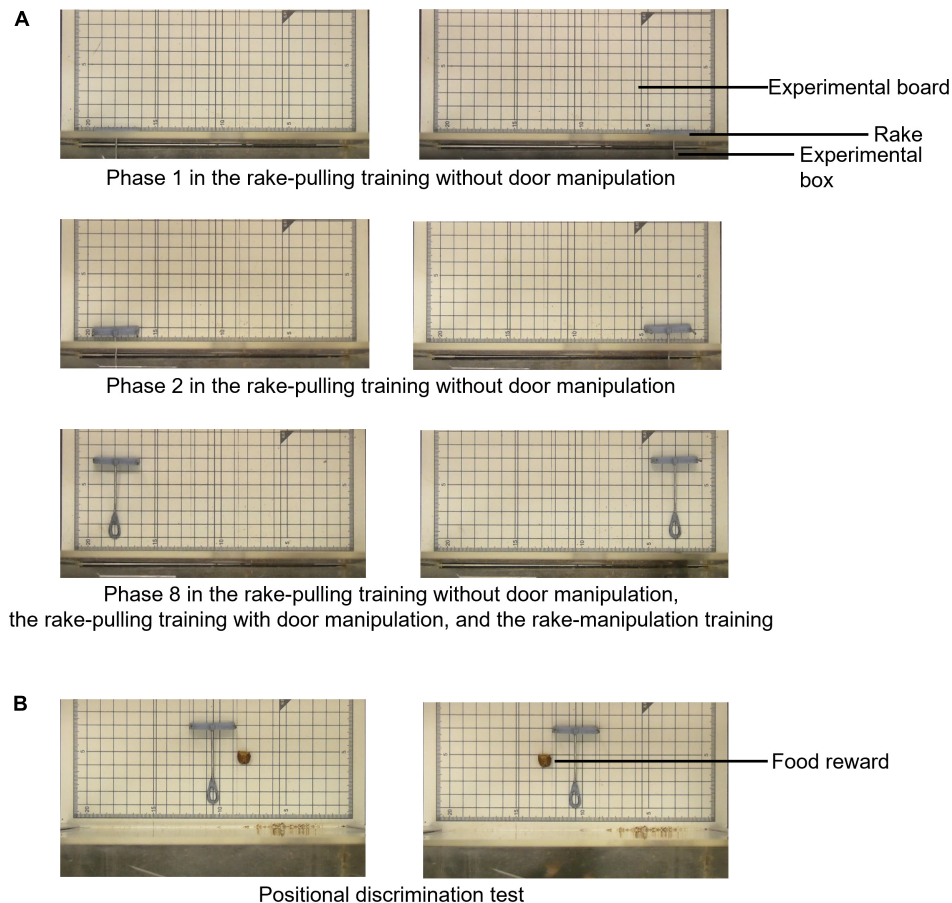 A
Experimental board
Rake
Experimental
box
Phase 1 in the rake-pulling training without door manipulation
Phase 2 in the rake-pulling training without door manipulation
Phase 8 in the rake-pulling training without door manipulation,
the rake-pulling training with door manipulation, and the rake-manipulation training
B
Food reward
Positional discrimination test